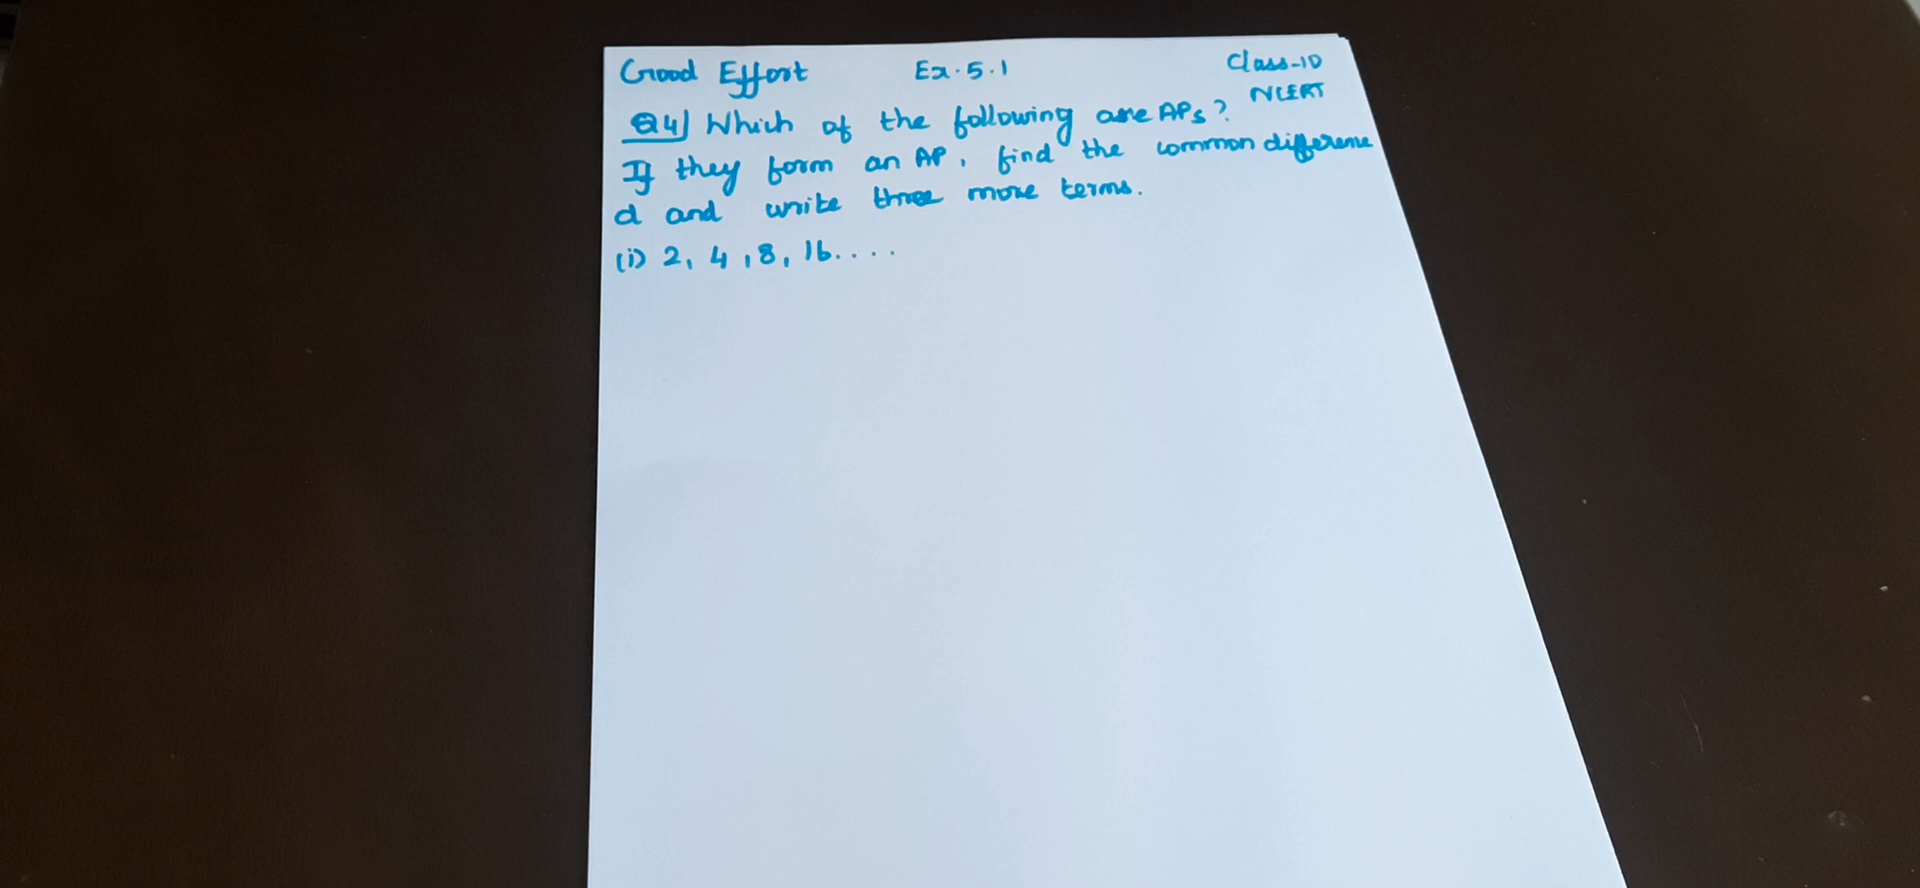 Good Effort Ex. 5.1 Class-10
NCERT
Q4) Which of the following are APs?
If they form an AP, find the common difference
d and write three more terms.
(i) 2, 4, 8, 16....